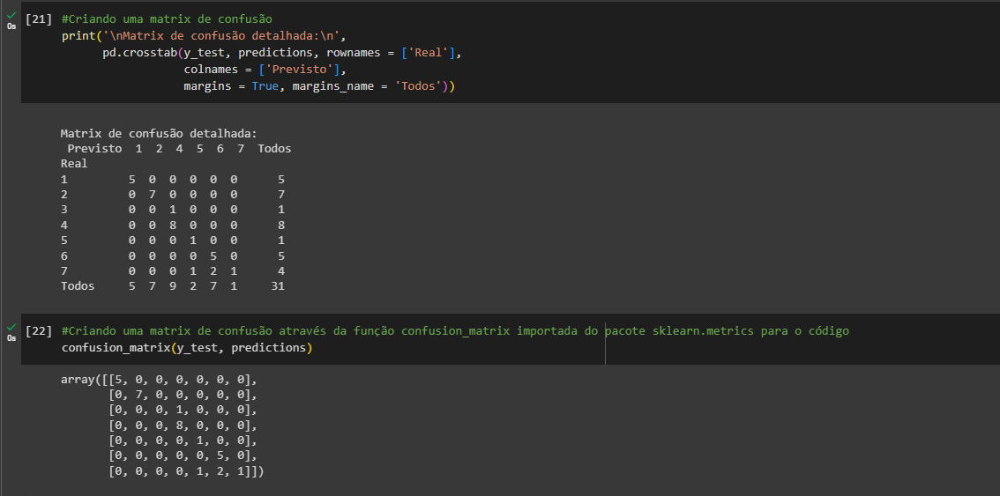 [21] #Criando uma matrix de confusão
print('\nMatrix de confusão detalhada:\n',
pd.crosstab(y_test, predictions, rownames = ['Real'],
colnames = ['Previsto'],
margins = True, margins_name = 'Todos'))
0s
Matrix de confusão detalhada:
Previsto 1 2 4 5 6 7 Todos
Real
1 5 0 0 0 0 0 5
2 0 7 0 0 0 0 7
3 0 0 1 0 0 0 1
4 0 0 8 0 0 0 8
5 0 0 0 1 0 0 1
6 0 0 0 0 5 0 5
7 0 0 0 1 2 1 4
Todos 5 7 9 2 7 1 31
[22] #Criando uma matrix de confusão através da função confusion_matrix importada do pacote sklearn.metrics para o código
0s
confusion_matrix(y_test, predictions)
array([[5, 0, 0, 0, 0, 0, 0],
[0, 7, 0, 0, 0, 0, 0],
[0, 0, 0, 1, 0, 0, 0],
[0, 0, 0, 8, 0, 0, 0],
[0, 0, 0, 0, 1, 0, 0],
[0, 0, 0, 0, 0, 5, 0],
[0, 0, 0, 0, 1, 2, 1]])